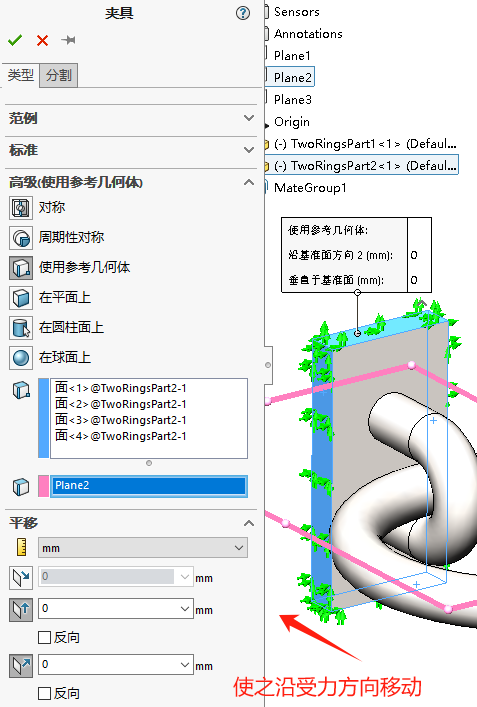 夹具
类型
分割
范例
标准
高级(使用参考几何体)
对称
周期性对称
使用参考几何体
在平面上
在圆柱面上
在球面上
面<1>@TwoRingsPart2-1
面<2>@TwoRingsPart2-1
面<3>@TwoRingsPart2-1
面<4>@TwoRingsPart2-1
Plane2
平移
mm
0 mm
0 mm
反向
0 mm
反向
Sensors
Annotations
Plane1
Plane2
Plane3
Origin
(-) TwoRingsPart1<1> (Defaul...
(-) TwoRingsPart2<1> (Defaul...
MateGroup1
使用参考几何体:
沿基准面方向 2 (mm): 0
垂直于基准面 (mm): 0
使之沿受力方向移动